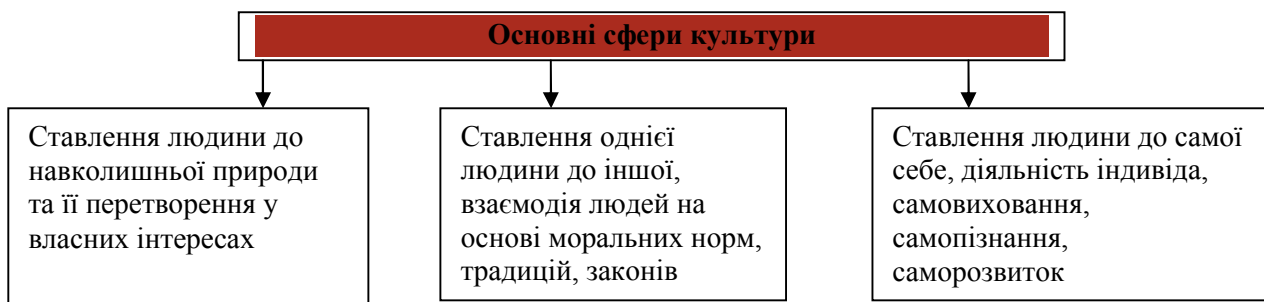 Основні сфери культури
Ставлення людини до
навколишньої природи
та її перетворення у
власних інтересах
Ставлення однієї
людини до іншої,
взаємодія людей на
основі моральних норм,
традицій, законів
Ставлення людини до самої
себе, діяльність індивіда,
самовиховання,
самопізнання,
саморозвиток